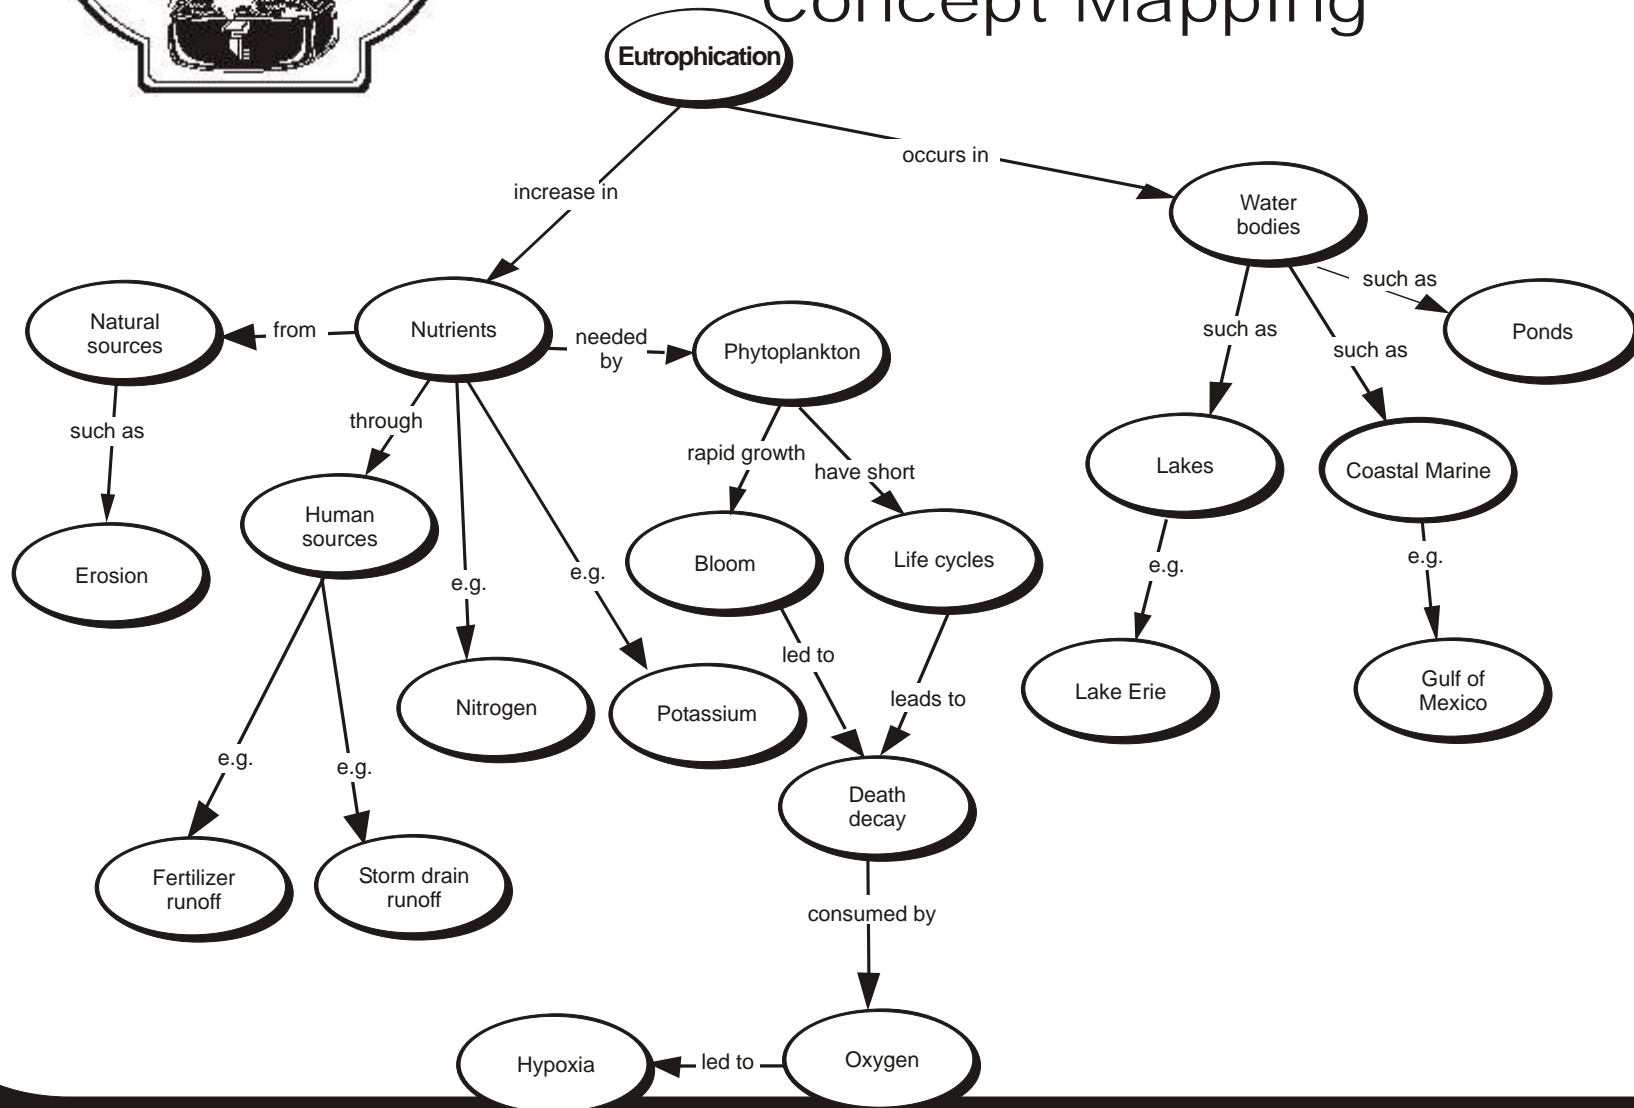 Concept Mapping
Eutrophication
occurs in
increase in
Water
bodies
such as
Ponds
such as
such as
Natural
sources
from
Nutrients
needed
by
Phytoplankton
such as
through
rapid growth
have short
Lakes
Coastal Marine
Human
sources
Erosion
e.g.
e.g.
Bloom
Life cycles
e.g.
e.g.
led to
leads to
Nitrogen
Potassium
Lake Erie
Gulf of
Mexico
e.g.
e.g.
Death
decay
Fertilizer
runoff
Storm drain
runoff
consumed by
Hypoxia
led to
Oxygen